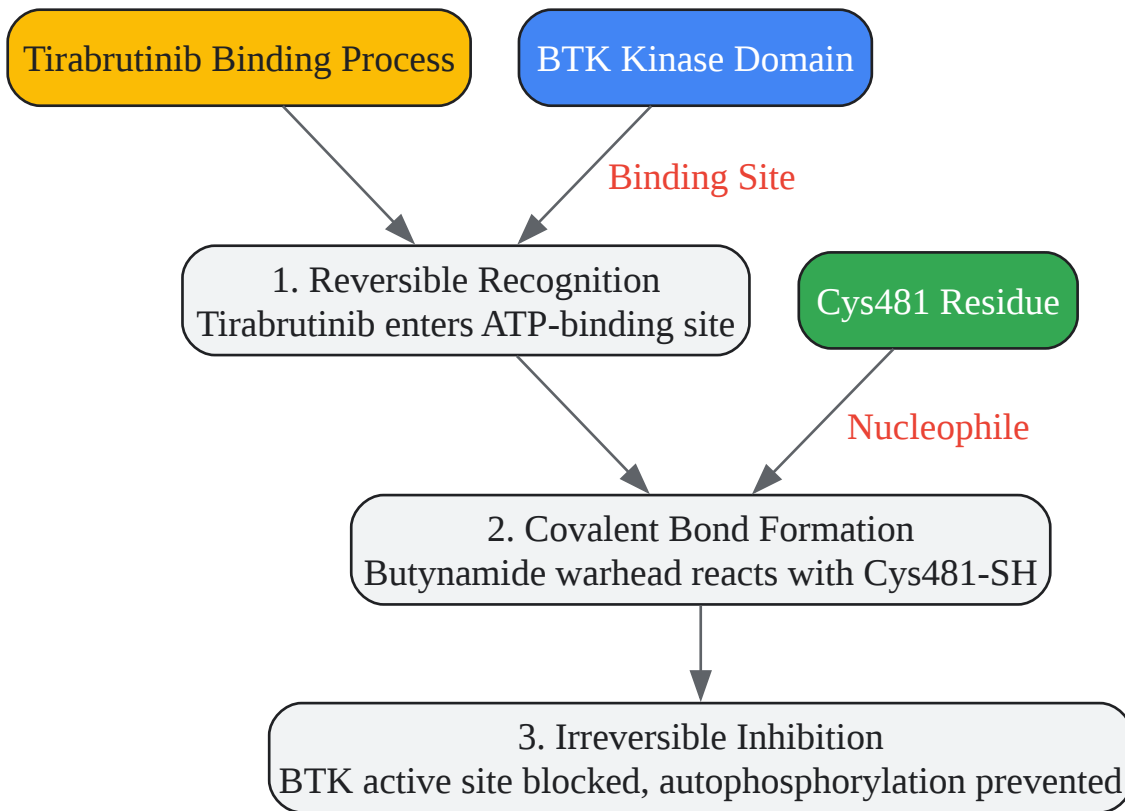 Tirabrutinib Binding Process
BTK Kinase Domain
Binding Site
1. Reversible Recognition
Tirabrutinib enters ATP-binding site
Cys481 Residue
Nucleophile
2. Covalent Bond Formation
Butynamide warhead reacts with Cys481-SH
3. Irreversible Inhibition
BTK active site blocked, autophosphorylation prevented